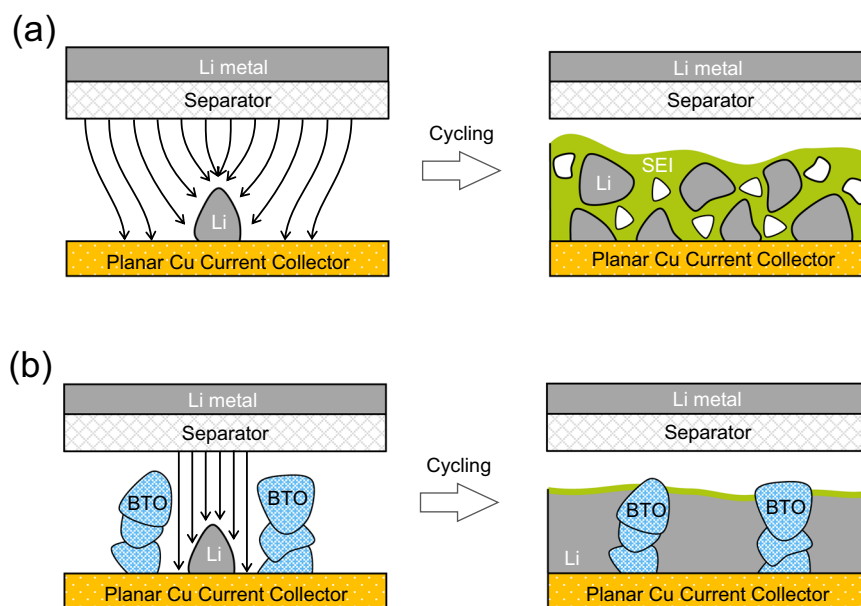 (a)
Li metal
Separator
Li
Planar Cu Current Collector
Cycling
Li metal
Separator
SEI
Li
Planar Cu Current Collector
(b)
Li metal
Separator
BTO
BTO
Li
Planar Cu Current Collector
Cycling
Li metal
Separator
BTO
BTO
Li
Planar Cu Current Collector